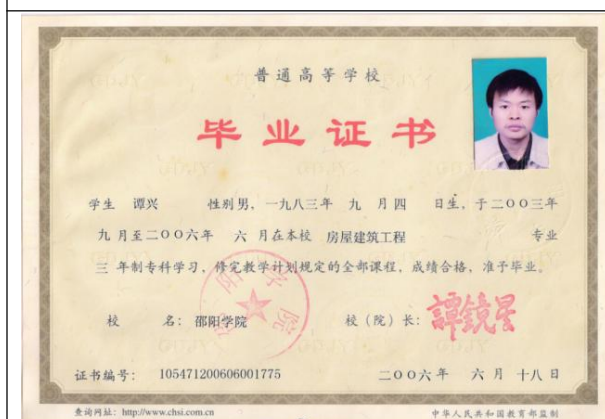 普通高等学校
毕业证书
学生 谭兴 性别男，一九八三年 九 月四 日生，于二〇〇三年
九 月至二〇〇六年 六 月在本校 房屋建筑工程 专业
三 年制专科学习，修完教学计划规定的全部课程，成绩合格，准予毕业。
校 名：邵阳学院 校（院）长：譚鏡星
证书编号：105471200606001775 二〇〇六年 六 月 十八 日
查询网址：http://www.chsi.com.cn 中华人民共和国教育部监制